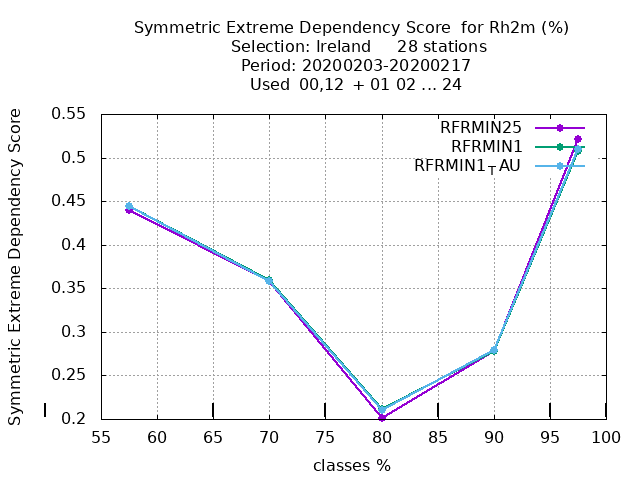 Symmetric Extreme Dependency Score  for Rh2m (%)
Selection: Ireland     28 stations
Period: 20200203-20200217
Used  00,12  + 01 02 ... 24
Symmetric Extreme Dependency Score
0.55
0.5
0.45
0.4
0.35
0.3
0.25
0.2
RFRMIN25
RFRMIN1
RFRMIN1TAU
55 60 65 70 75 80 85 90 95 100
classes %